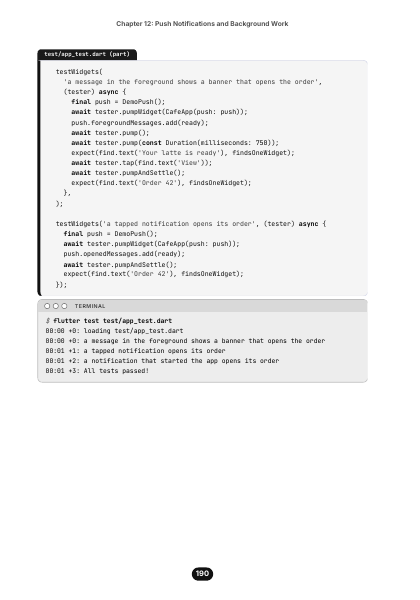 Chapter 12: Push Notifications and Background Work
test/app_test.dart (part)
testWidgets(
  'a message in the foreground shows a banner that opens the order',
  (tester) async {
    final push = DemoPush();
    await tester.pumpWidget(CafeApp(push: push));
    push.foregroundMessages.add(ready);
    await tester.pump();
    await tester.pump(const Duration(milliseconds: 750));
    expect(find.text('Your latte is ready'), findsOneWidget);
    await tester.tap(find.text('View'));
    await tester.pumpAndSettle();
    expect(find.text('Order 42'), findsOneWidget);
  },
);
testWidgets('a tapped notification opens its order', (tester) async {
  final push = DemoPush();
  await tester.pumpWidget(CafeApp(push: push));
  push.openedMessages.add(ready);
  await tester.pumpAndSettle();
  expect(find.text('Order 42'), findsOneWidget);
});
TERMINAL
$ flutter test test/app_test.dart
00:00 +0: loading test/app_test.dart
00:00 +0: a message in the foreground shows a banner that opens the order
00:01 +1: a tapped notification opens its order
00:01 +2: a notification that started the app opens its order
00:01 +3: All tests passed!
190